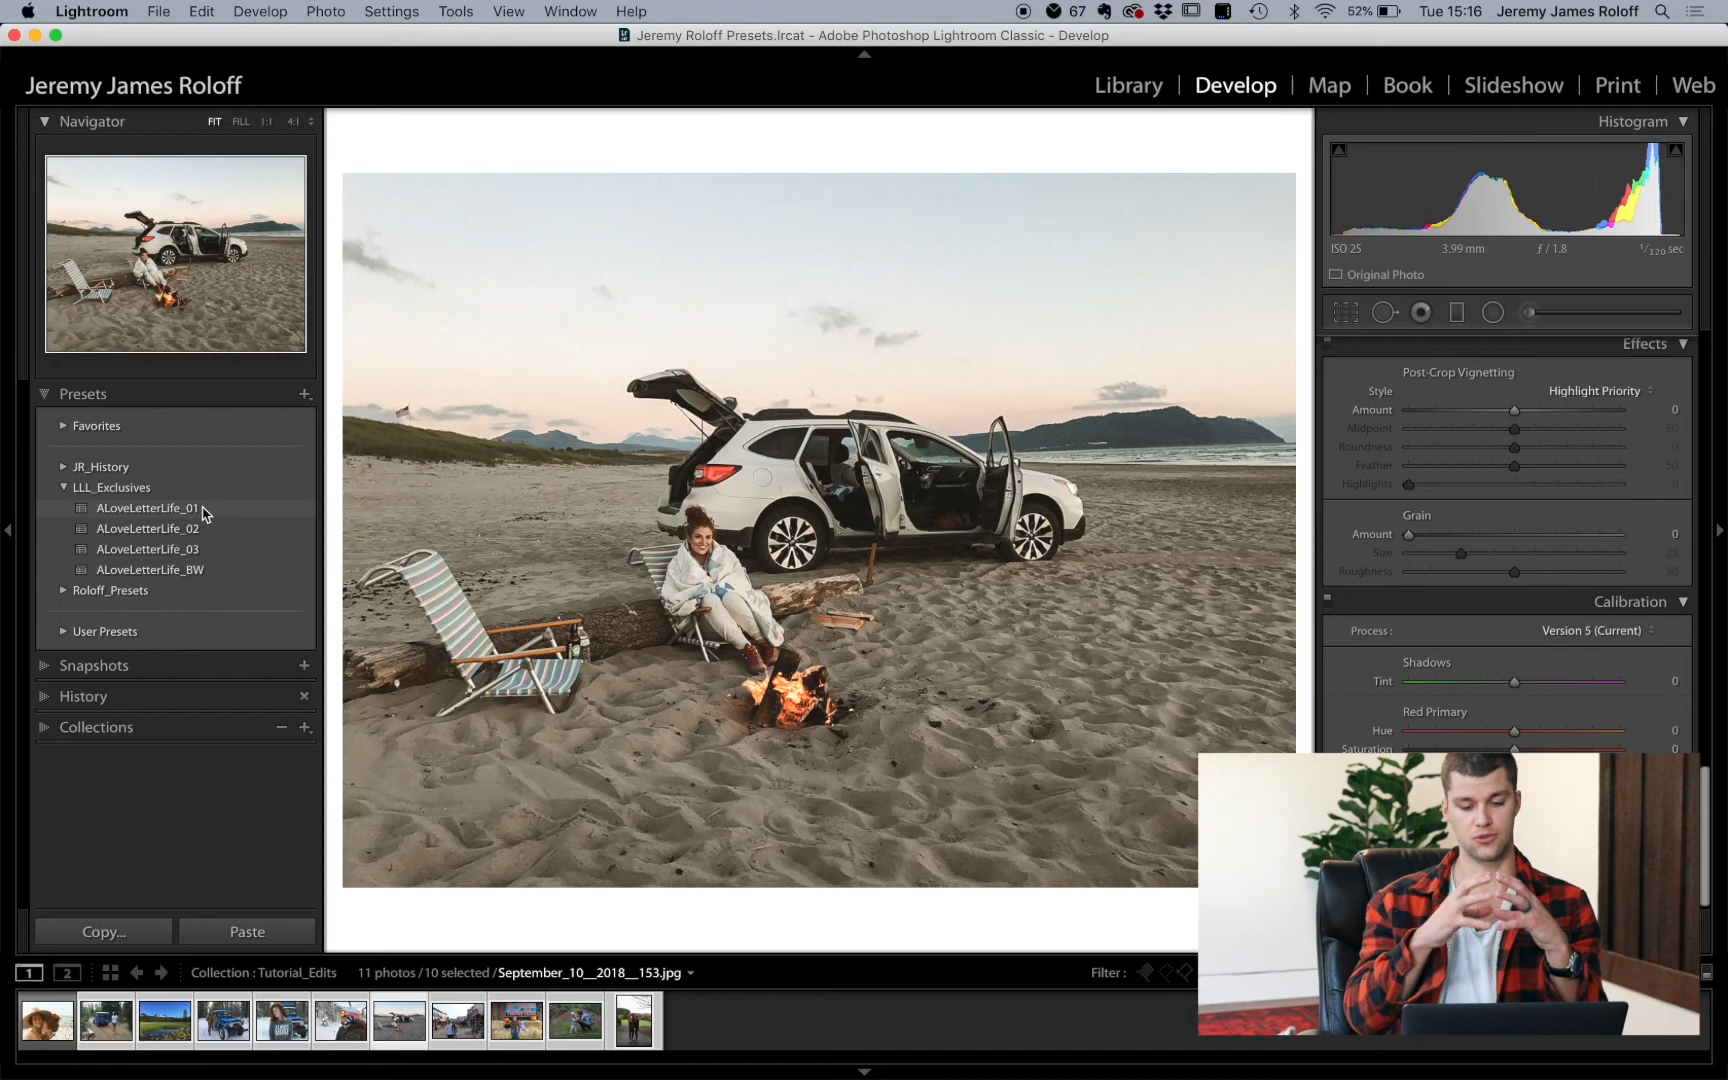 Lightroom File Edit Develop Photo Settings Tools View Window Help 67 52% Tue 15:16 Jeremy James Roloff
Jeremy Roloff Presets.lrcat - Adobe Photoshop Lightroom Classic - Develop
Jeremy James Roloff Library | Develop | Map | Book | Slideshow | Print | Web
Navigator FIT FILL 1:1 4:1
Histogram
ISO 25 3.99 mm ƒ / 1.8 1/120 sec
Original Photo
Presets
Favorites
JR_History
LLL_Exclusives
ALoveLetterLife_01
ALoveLetterLife_02
ALoveLetterLife_03
ALoveLetterLife_BW
Roloff_Presets
User Presets
Snapshots
History
Collections
Copy... Paste
Effects
Post-Crop Vignetting
Style Highlight Priority
Amount 0
Midpoint 50
Roundness 0
Feather 50
Highlights 0
Grain
Amount 0
Size 25
Roughness 50
Calibration
Process : Version 5 (Current)
Shadows
Tint 0
Red Primary
Hue 0
Saturation 0
1 2 Collection : Tutorial_Edits 11 photos / 10 selected / September_10__2018__153.jpg Filter :